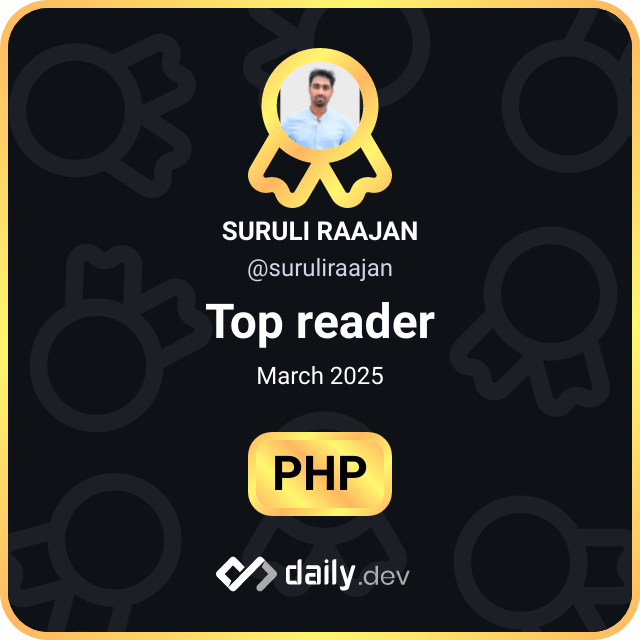 SURULI RAAJAN
@suruliraajan
Top reader
March 2025
PHP
daily.dev